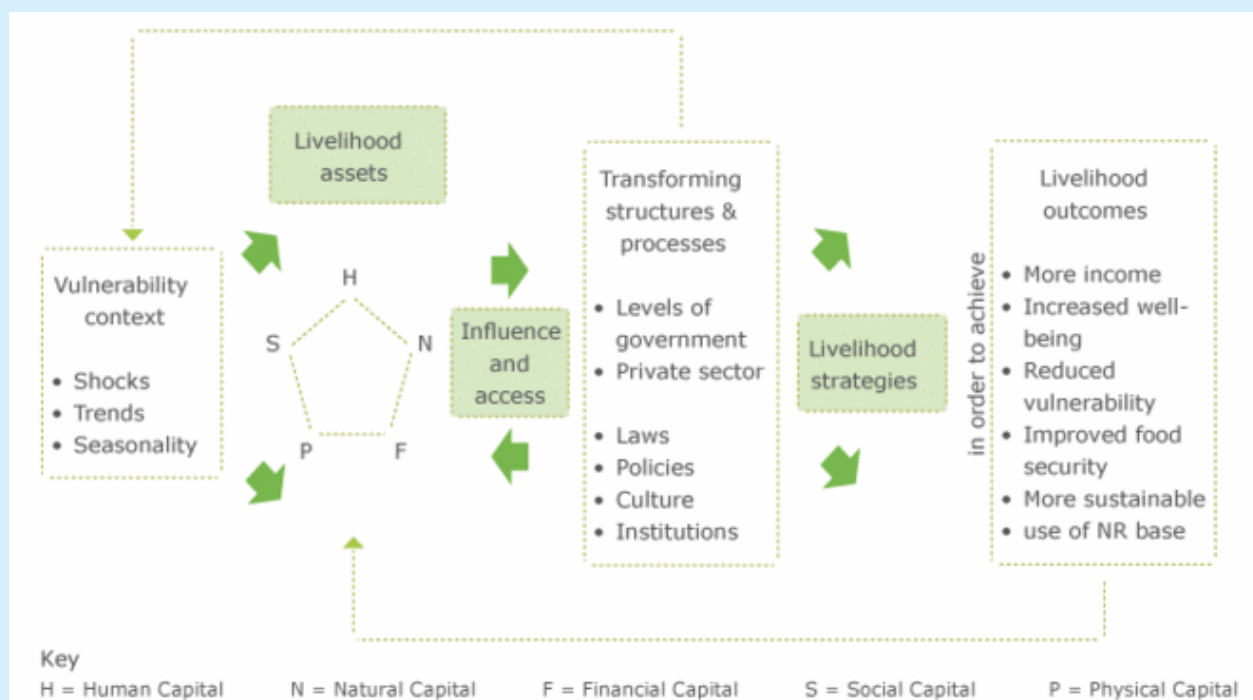 Livelihood
assets
Vulnerability
context
• Shocks
• Trends
• Seasonality
H
S
N
P
F
Influence
and
access
Transforming
structures &
processes
• Levels of
government
• Private sector
• Laws
• Policies
• Culture
• Institutions
Livelihood
strategies
in order to achieve
Livelihood
outcomes
• More income
• Increased well-
being
• Reduced
vulnerability
• Improved food
security
• More sustainable
• use of NR base
Key
H = Human Capital
N = Natural Capital
F = Financial Capital
S = Social Capital
P = Physical Capital